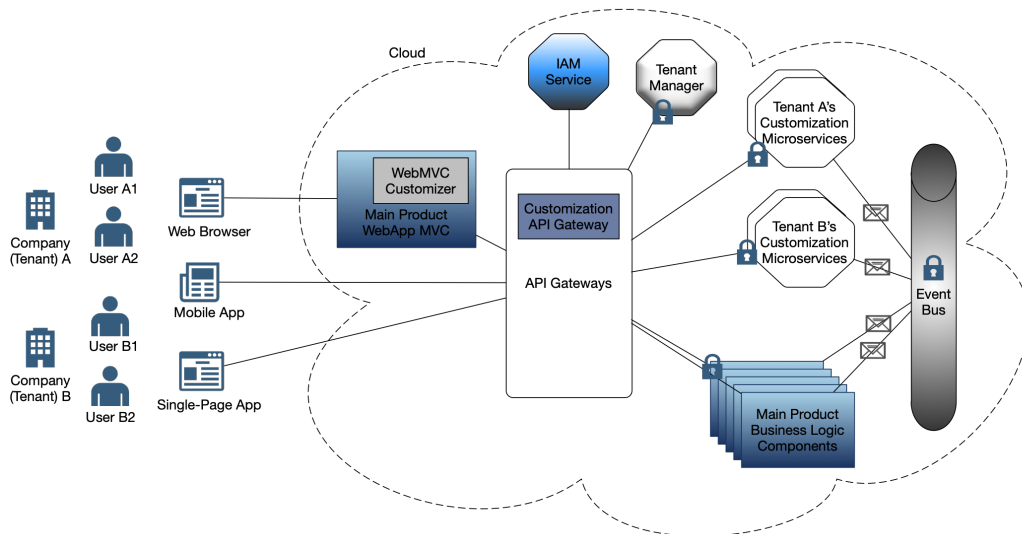 Cloud
IAM
Service
Tenant
Manager
Tenant A's
Customization
Microservices
User A1
WebMVC
Customizer
Main Product
WebApp MVC
Customization
API Gateway
Company
(Tenant) A
Web Browser
User A2
Tenant B's
Customization
Microservices
API Gateways
Event
Bus
Mobile App
User B1
Company
(Tenant) B
Single-Page App
User B2
Main Product
Business Logic
Components